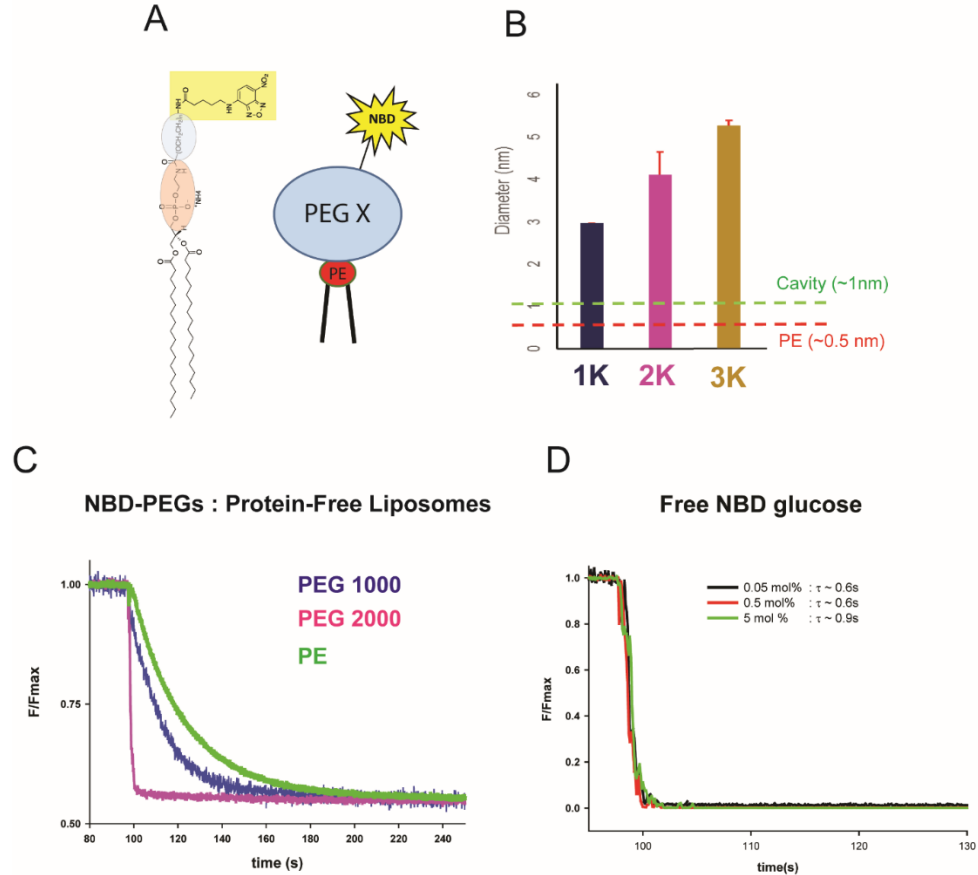 A
NBD
PEG X
PE
B
Diameter (nm)
6
5
4
3
2
1
0
Cavity (~1nm)
PE (~0.5 nm)
1K
2K
3K
C
NBD-PEGs : Protein-Free Liposomes
F/Fmax
1.00
0.75
0.50
PEG 1000
PEG 2000
PE
80 100 120 140 160 180 200 220 240
time (s)
D
Free NBD glucose
F/Fmax
1.0
0.8
0.6
0.4
0.2
0.0
0.05 mol% : τ ~ 0.6s
0.5 mol% : τ ~ 0.6s
5 mol % : τ ~ 0.9s
100 110 120 130
time(s)